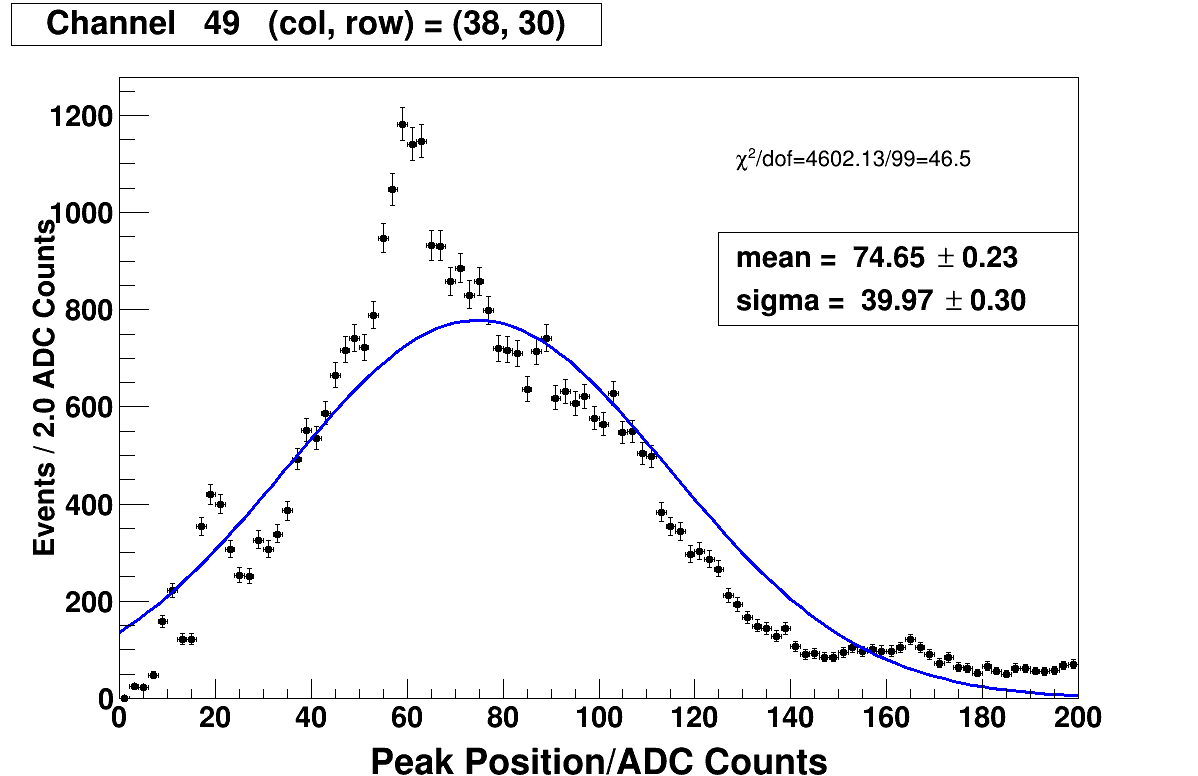 Channel 49 (col, row) = (38, 30)
Events / 2.0 ADC Counts
1200
1000
800
600
400
200
0
χ²/dof=4602.13/99=46.5
mean = 74.65 ± 0.23
sigma = 39.97 ± 0.30
0 20 40 60 80 100 120 140 160 180 200
Peak Position/ADC Counts